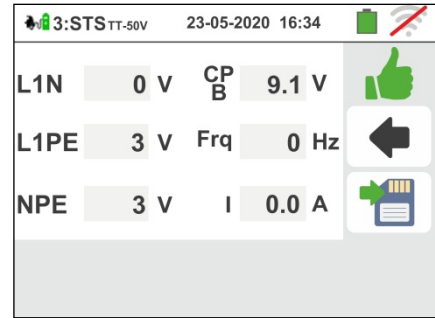 3:STS TT-50V 23-05-2020 16:34
L1N 0 V CP B 9.1 V
L1PE 3 V Frq 0 Hz
NPE 3 V I 0.0 A